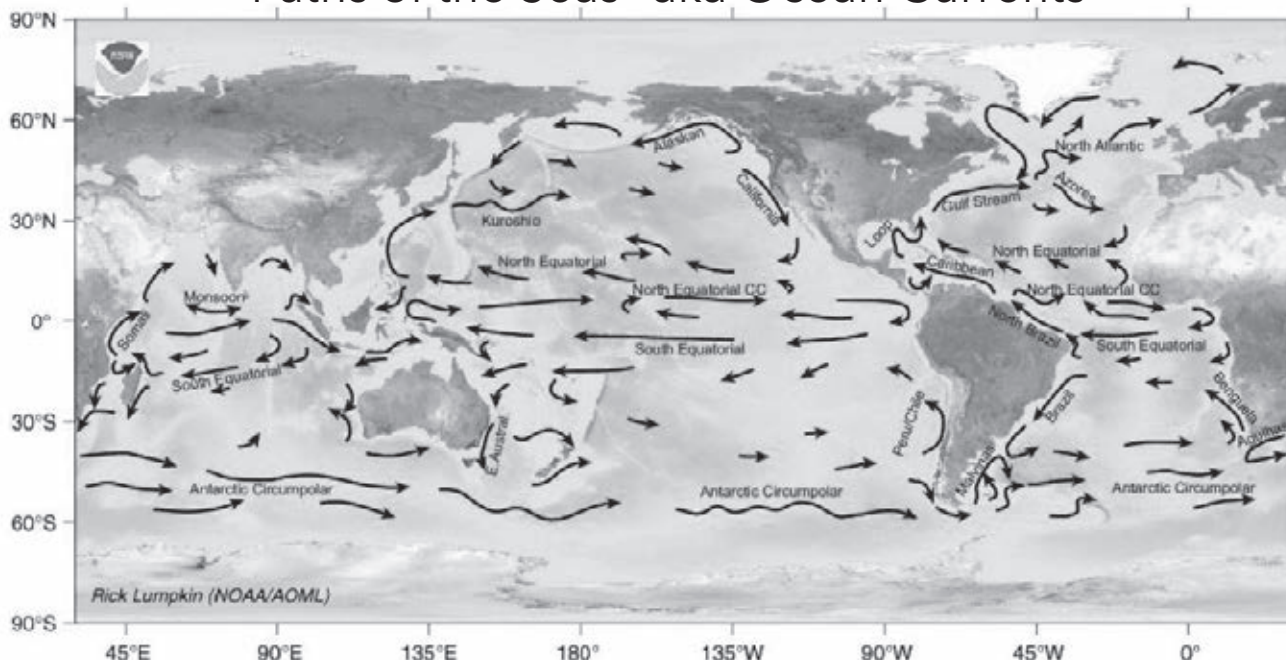 Paths of the Seas" aka Ocean Currents
90°N
60°N
30°N
0°
30°S
60°S
90°S
Alaskan
North Atlantic
California
Gulf Stream
Azores
Kuroshio
Loop
North Equatorial
North Equatorial
Caribbean
Monsoon
North Equatorial CC
North Equatorial CC
Somali
North Brazil
South Equatorial
South Equatorial
South Equatorial
Brazil
Benguela
Peru/Chile
E. Austral
Agulhas
Malvinas
Antarctic Circumpolar
Antarctic Circumpolar
Antarctic Circumpolar
Rick Lumpkin (NOAA/AOML)
45°E
90°E
135°E
180°
135°W
90°W
45°W
0°